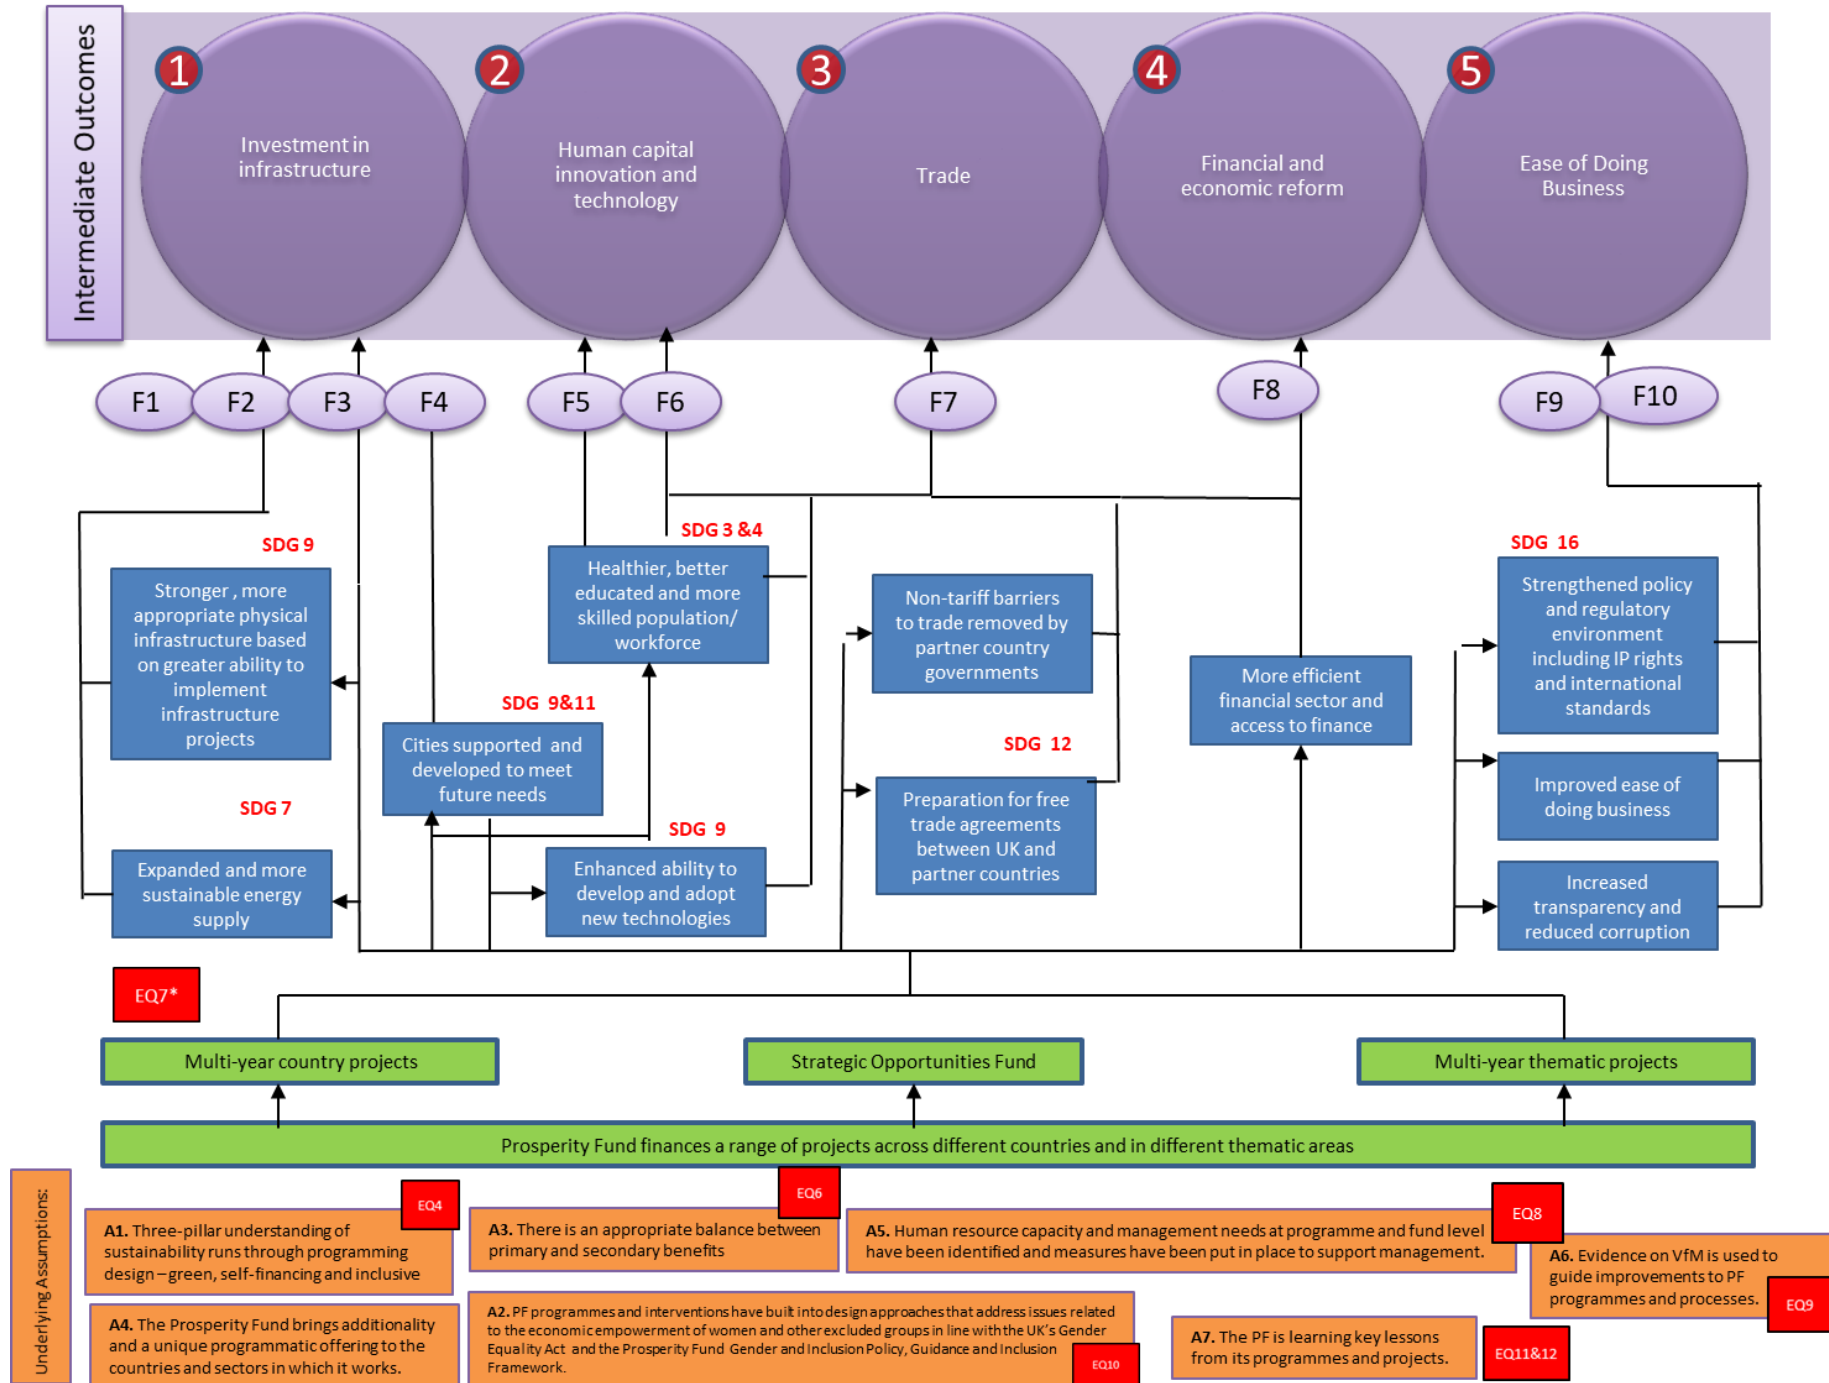 Intermediate Outcomes
1
2
3
4
5
Investment in
infrastructure
Human capital
innovation and
technology
Trade
Financial and
economic reform
Ease of Doing
Business
F1
F2
F3
F4
F5
F6
F7
F8
F9
F10
SDG 9
Stronger , more
appropriate physical
infrastructure based
on greater ability to
implement
infrastructure
projects
SDG 7
Expanded and more
sustainable energy
supply
SDG 9&11
Cities supported and
developed to meet
future needs
SDG 3 &4
Healthier, better
educated and more
skilled population/
workforce
SDG 9
Enhanced ability to
develop and adopt
new technologies
Non-tariff barriers
to trade removed by
partner country
governments
SDG 12
Preparation for free
trade agreements
between UK and
partner countries
More efficient
financial sector and
access to finance
SDG 16
Strengthened policy
and regulatory
environment
including IP rights
and international
standards
Improved ease of
doing business
Increased
transparency and
reduced corruption
EQ7*
Multi-year country projects
Strategic Opportunities Fund
Multi-year thematic projects
Prosperity Fund finances a range of projects across different countries and in different thematic areas
Underlying Assumptions:
EQ4
A1. Three-pillar understanding of
sustainability runs through programming
design – green, self-financing and inclusive
EQ6
A3. There is an appropriate balance between
primary and secondary benefits
EQ8
A5. Human resource capacity and management needs at programme and fund level
have been identified and measures have been put in place to support management.
A6. Evidence on VfM is used to
guide improvements to PF
programmes and processes.
EQ9
A4. The Prosperity Fund brings additionality
and a unique programmatic offering to the
countries and sectors in which it works.
A2. PF programmes and interventions have built into design approaches that address issues related
to the economic empowerment of women and other excluded groups in line with the UK's Gender
Equality Act and the Prosperity Fund Gender and Inclusion Policy, Guidance and Inclusion
Framework.
EQ10
A7. The PF is learning key lessons
from its programmes and projects.
EQ11&12